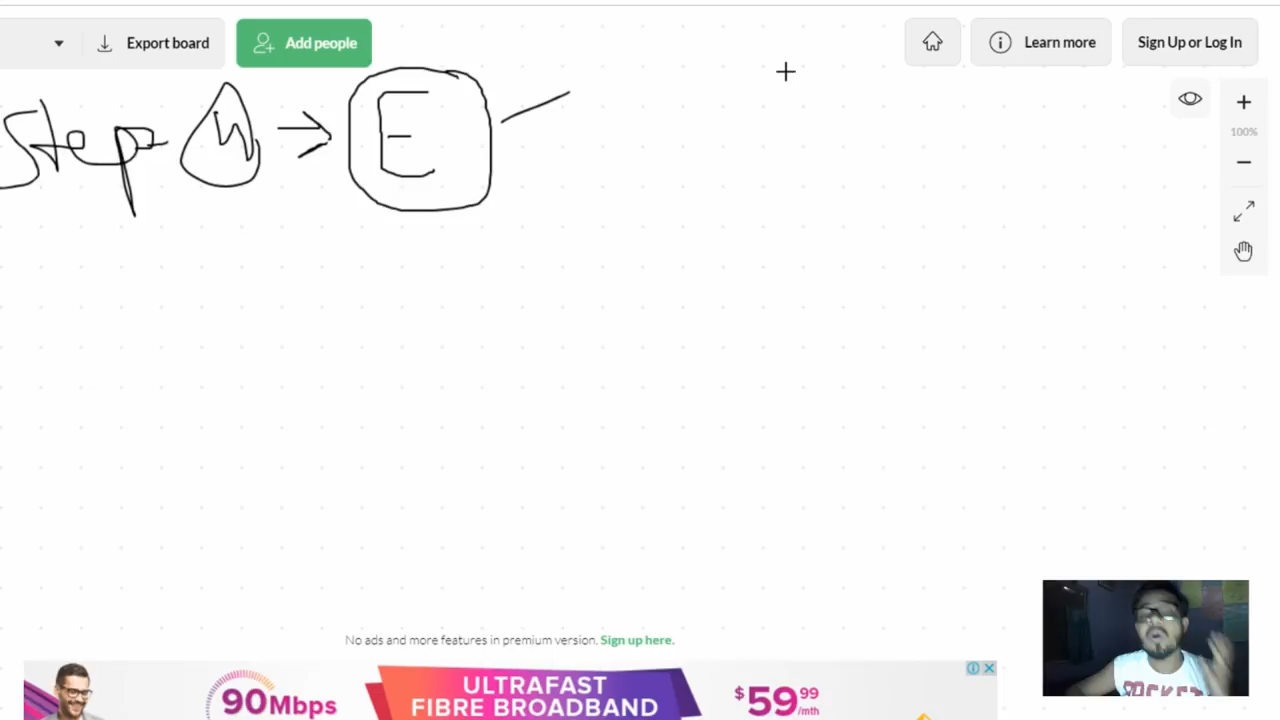 Export board
Add people
Learn more
Sign Up or Log In
100%
Step 4 → E
No ads and more features in premium version. Sign up here.
90Mbps
ULTRAFAST
FIBRE BROADBAND
$59.99
/mth